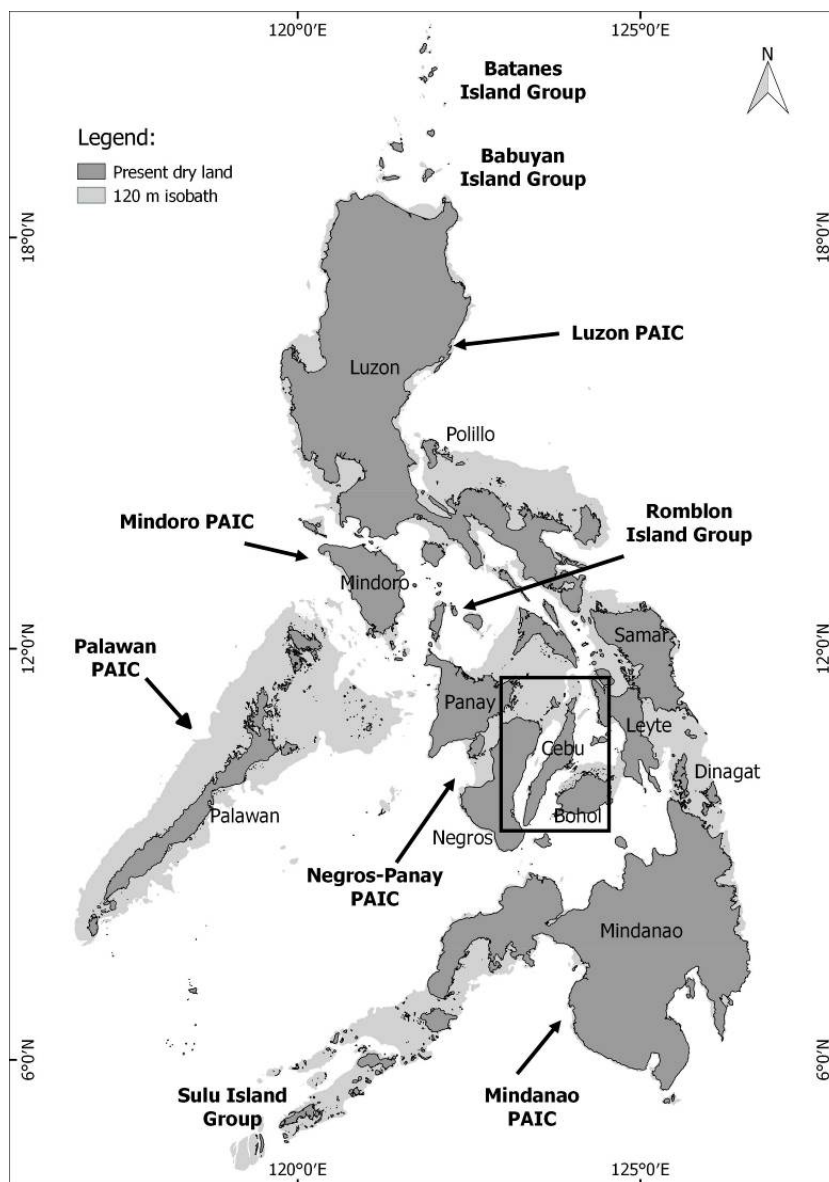 120°0'E
125°0'E
Batanes
Island Group
N
Legend:
Present dry land
120 m isobath
Babuyan
Island Group
18°0'N
18°0'N
Luzon PAIC
Luzon
Polillo
Mindoro PAIC
Romblon
Island Group
Mindoro
12°0'N
12°0'N
Samar
Palawan
PAIC
Panay
Leyte
Cebu
Dinagat
Palawan
Bohol
Negros
Negros-Panay
PAIC
Mindanao
6°0'N
6°0'N
Sulu Island
Group
Mindanao
PAIC
120°0'E
125°0'E